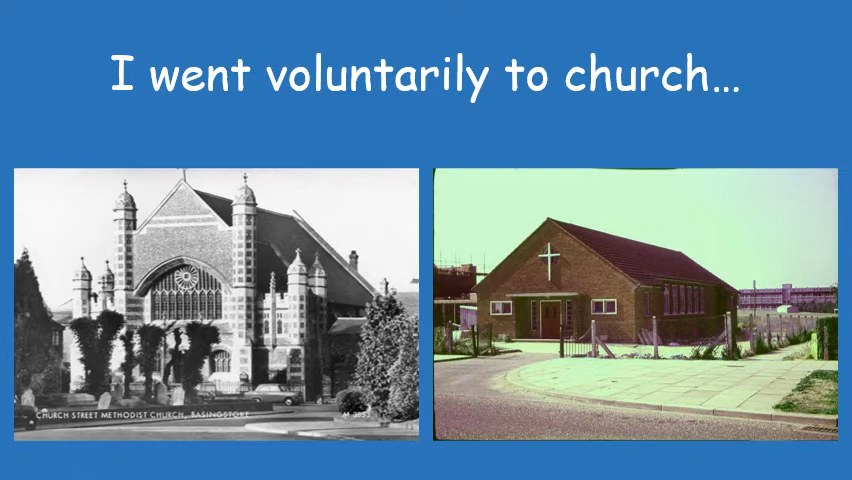 I went voluntarily to church...
CHURCH STREET METHODIST CHURCH, BASINGSTOKE